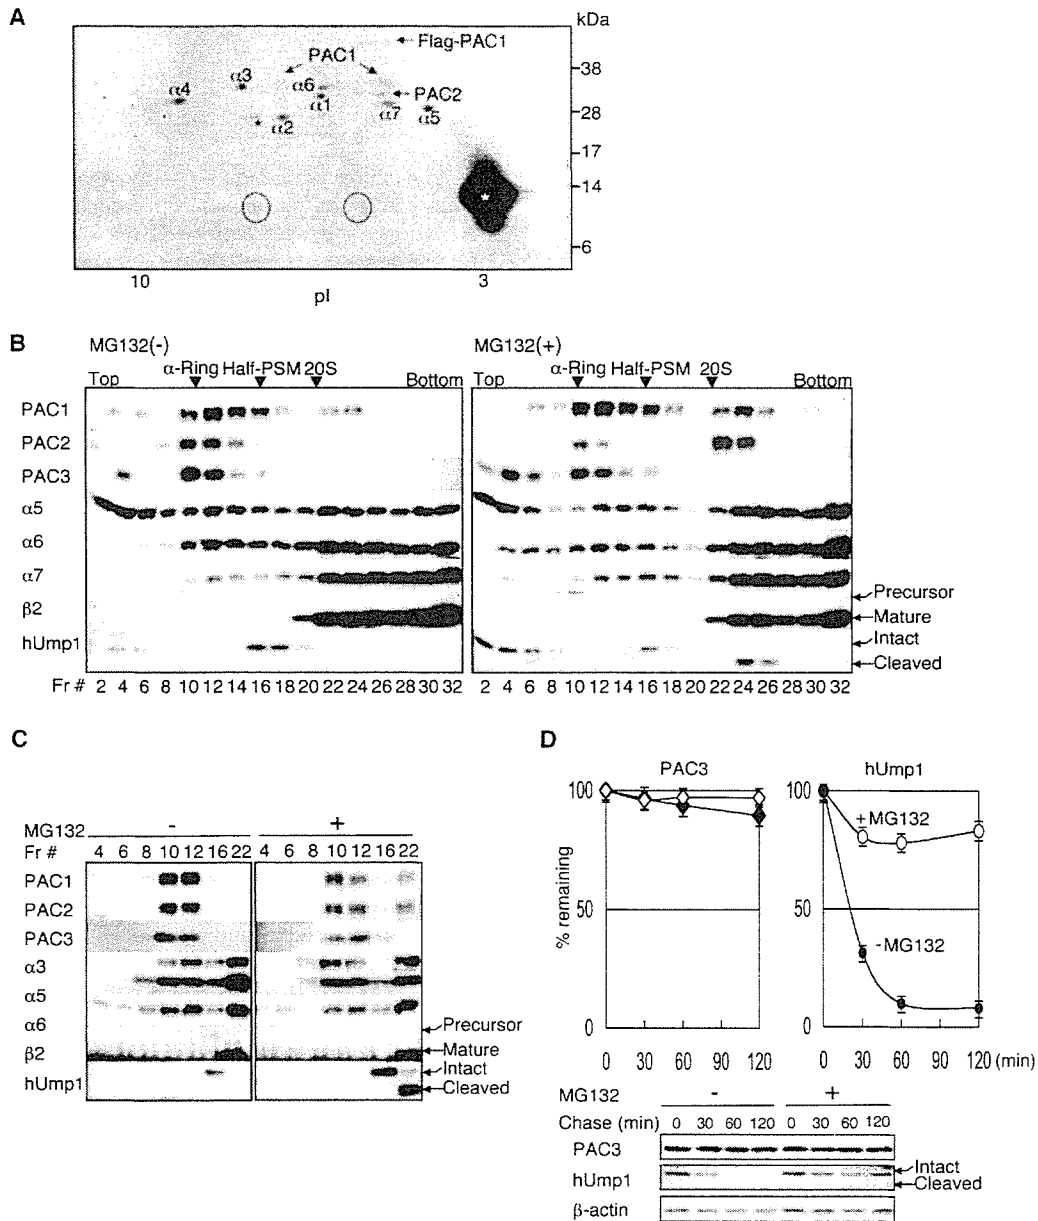 A
kDa
Flag-PAC1
PAC1
38
α3
α4
α6
PAC2
α1
α7
α5
28
* α2
17
14
*
6
10
3
pI
B
MG132(-)
α-Ring Half-PSM 20S
Top
Bottom
MG132(+)
α-Ring Half-PSM 20S
Top
Bottom
PAC1
PAC2
PAC3
α5
α6
α7
β2
hUmp1
Precursor
Mature
Intact
Cleaved
Fr # 2 4 6 8 10 12 14 16 18 20 22 24 26 28 30 32
2 4 6 8 10 12 14 16 18 20 22 24 26 28 30 32
C
MG132 - +
Fr # 4 6 8 10 12 16 22 4 6 8 10 12 16 22
PAC1
PAC2
PAC3
α3
α5
α6
β2
hUmp1
Precursor
Mature
Intact
Cleaved
D
PAC3
hUmp1
% remaining
100
50
0
0 30 60 90 120
100
50
0
+MG132
-MG132
0 30 60 90 120 (min)
MG132 - +
Chase (min) 0 30 60 120 0 30 60 120
PAC3
hUmp1
Intact
Cleaved
β-actin